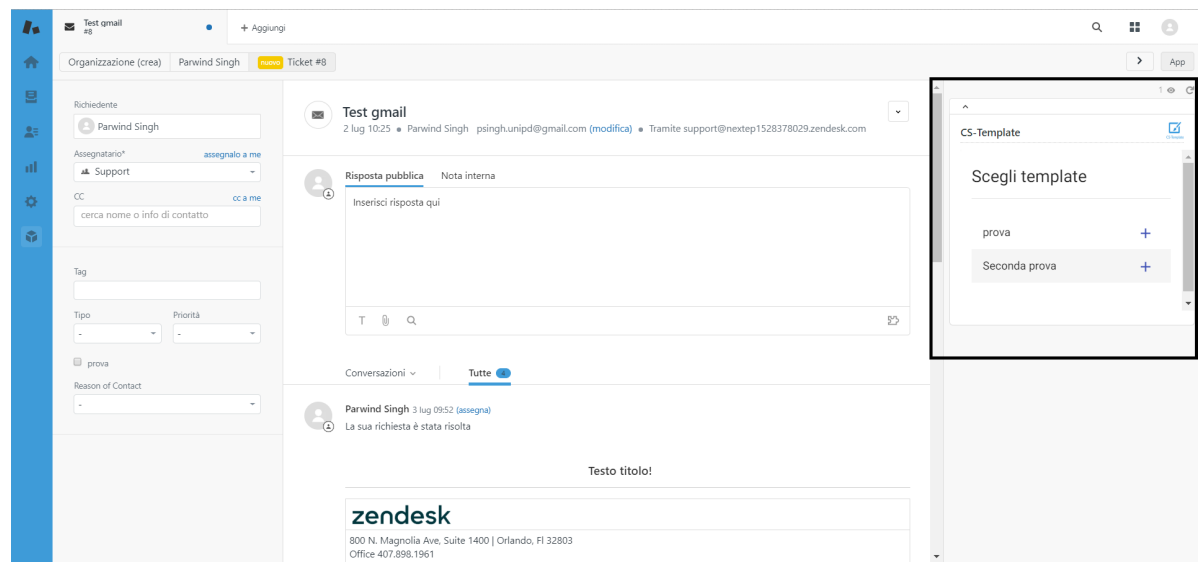 Test gmail
#8
+ Aggiungi
Organizzazione (crea)
Parwind Singh
nuovo Ticket #8
App
Richiedente
Parwind Singh
Assegnatario*
assegnalo a me
Support
CC
cc a me
cerca nome o info di contatto
Tag
Tipo
Priorità
-
-
prova
Reason of Contact
-
Test gmail
2 lug 10:25 • Parwind Singh psingh.unipd@gmail.com (modifica) • Tramite support@nextep1528378029.zendesk.com
Risposta pubblica
Nota interna
Inserisci risposta qui
T
Conversazioni
Tutte 4
Parwind Singh 3 lug 09:52 (assegna)
La sua richiesta è stata risolta
Testo titolo!
zendesk
800 N. Magnolia Ave, Suite 1400 | Orlando, Fl 32803
Office 407.898.1961
1
CS-Template
Scegli template
prova +
Seconda prova +